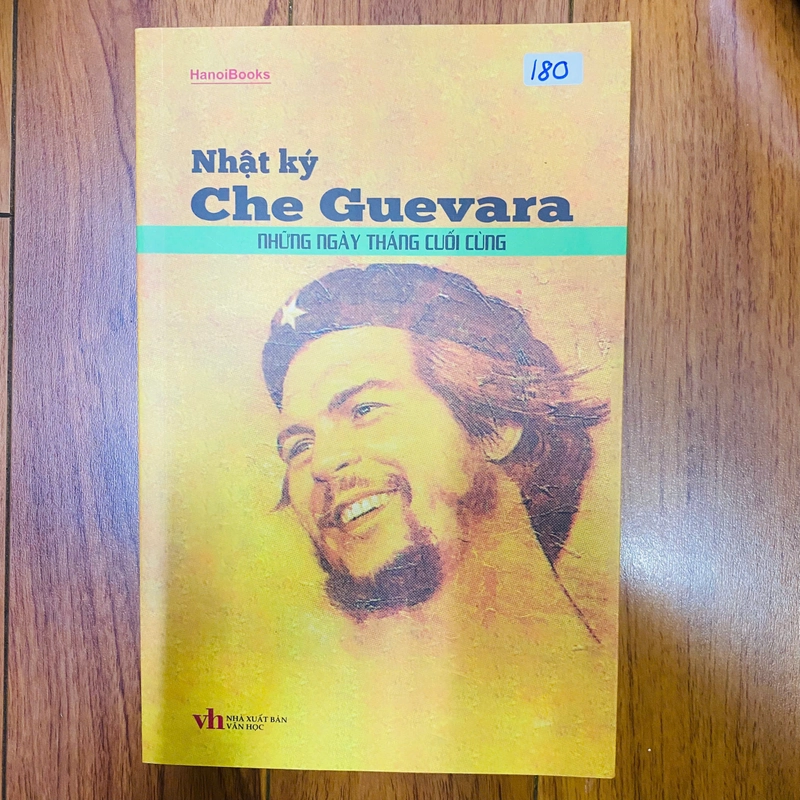 HanoiBooks
180
Nhật ký
Che Guevara
NHỮNG NGÀY THÁNG CUỐI CÙNG
vh NHÀ XUẤT BẢN
VĂN HỌC